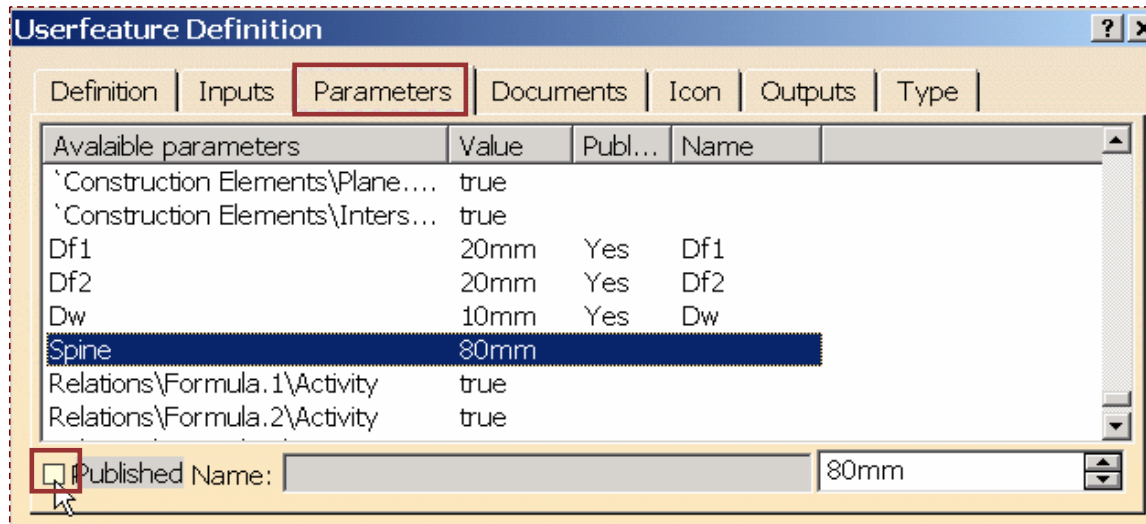 Userfeature Definition
Definition Inputs Parameters Documents Icon Outputs Type
Avalaible parameters Value Publ... Name
`Construction Elements\Plane.... true
`Construction Elements\Inters... true
Df1 20mm Yes Df1
Df2 20mm Yes Df2
Dw 10mm Yes Dw
Spine 80mm
Relations\Formula.1\Activity true
Relations\Formula.2\Activity true
Published Name: 80mm